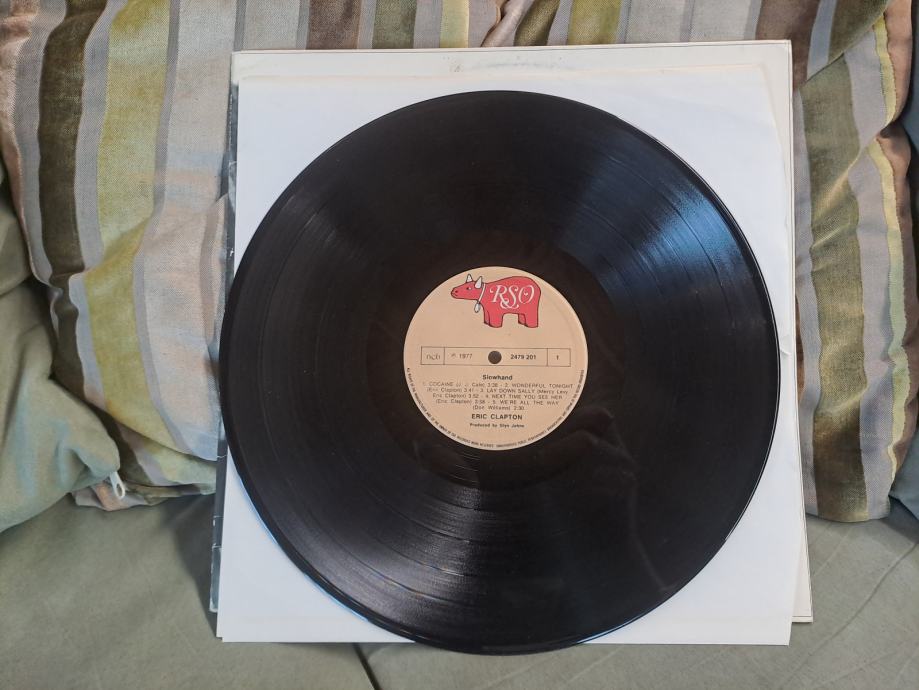 RSO
ncb ℗ 1977 2479 201 1
Slowhand
1. COCAINE (J. J. Cale) 3:38 - 2. WONDERFUL TONIGHT
(Eric Clapton) 3:41 - 3. LAY DOWN SALLY (Marcy Levy
Eric Clapton) 3:52 - 4. NEXT TIME YOU SEE HER
(Eric Clapton) 3:58 - 5. WE'RE ALL THE WAY
(Don Williams) 2:30
ERIC CLAPTON
Produced by Glyn Johns